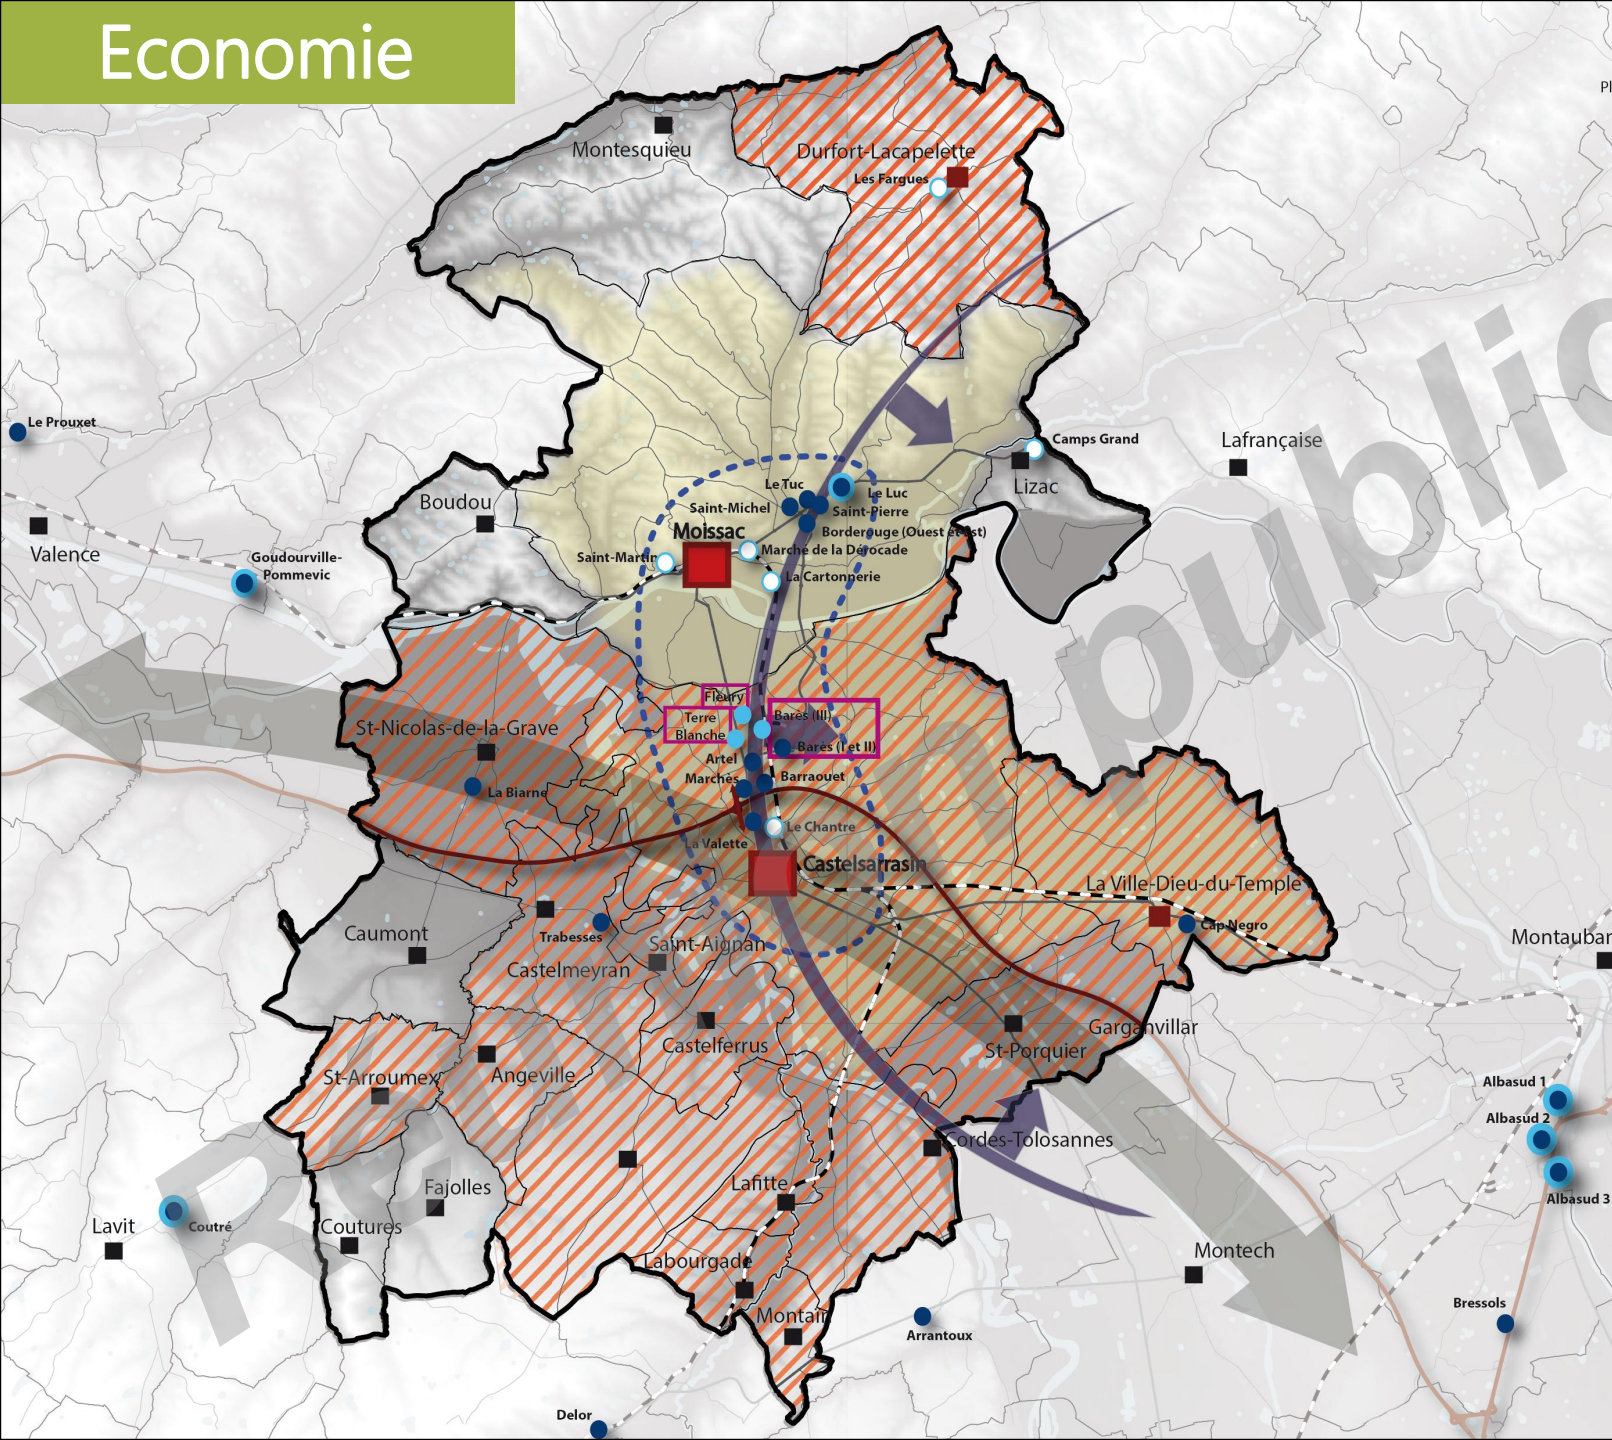 Economie
Pl
Montesquieu
Durfort-Lacapelette
Les Fargues
Le Prouxet
Camps Grand
Lafrançaise
Lizac
Boudou
Valence
Goudourville-
Pommevic
Le Tuc
Le Luc
Saint-Michel
Saint-Pierre
Borderouge (Ouest et est)
Moissac
Marché de la Dérocade
Saint-Martin
La Cartonnerie
Fleury
Terre
Blanche
Barès (III)
Barès (I et II)
St-Nicolas-de-la-Grave
Artel
Marchès
Barraouet
La Biarne
Le Chantre
La Valette
Castelsarrasin
La Ville-Dieu-du-Temple
Cap Negro
Caumont
Trabesses
Saint-Aignan
Castelmeyran
Montauban
Garganvillar
Castelferrus
St-Porquier
St-Arroumex
Angeville
Albasud 1
Albasud 2
Albasud 3
Cordes-Tolosannes
Lafitte
Fajolles
Coutures
Coutré
Lavit
Labourgade
Montech
Montain
Bressols
Arrantoux
Delor